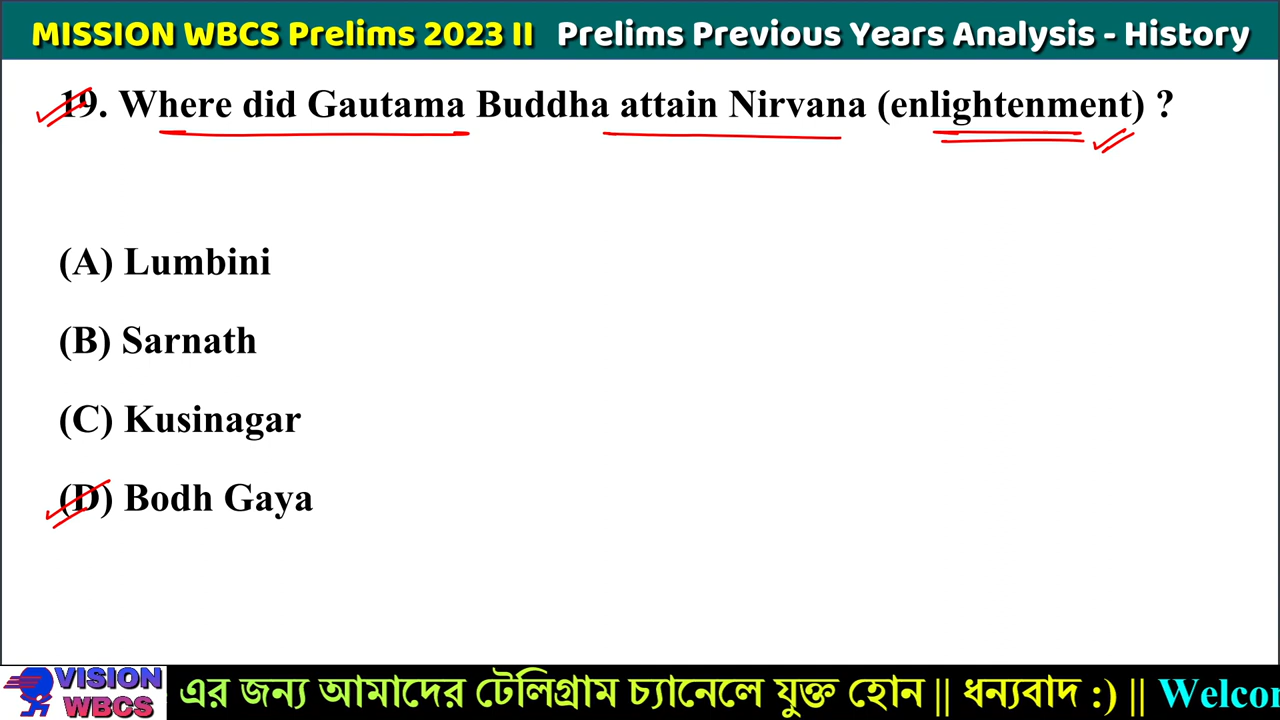 MISSION WBCS Prelims 2023 II Prelims Previous Years Analysis - History
19. Where did Gautama Buddha attain Nirvana (enlightenment) ?
(A) Lumbini
(B) Sarnath
(C) Kusinagar
(D) Bodh Gaya
VISION
WBCS
এর জন্য আমাদের টেলিগ্রাম চ্যানেলে যুক্ত হোন || ধন্যবাদ :) || Welcor